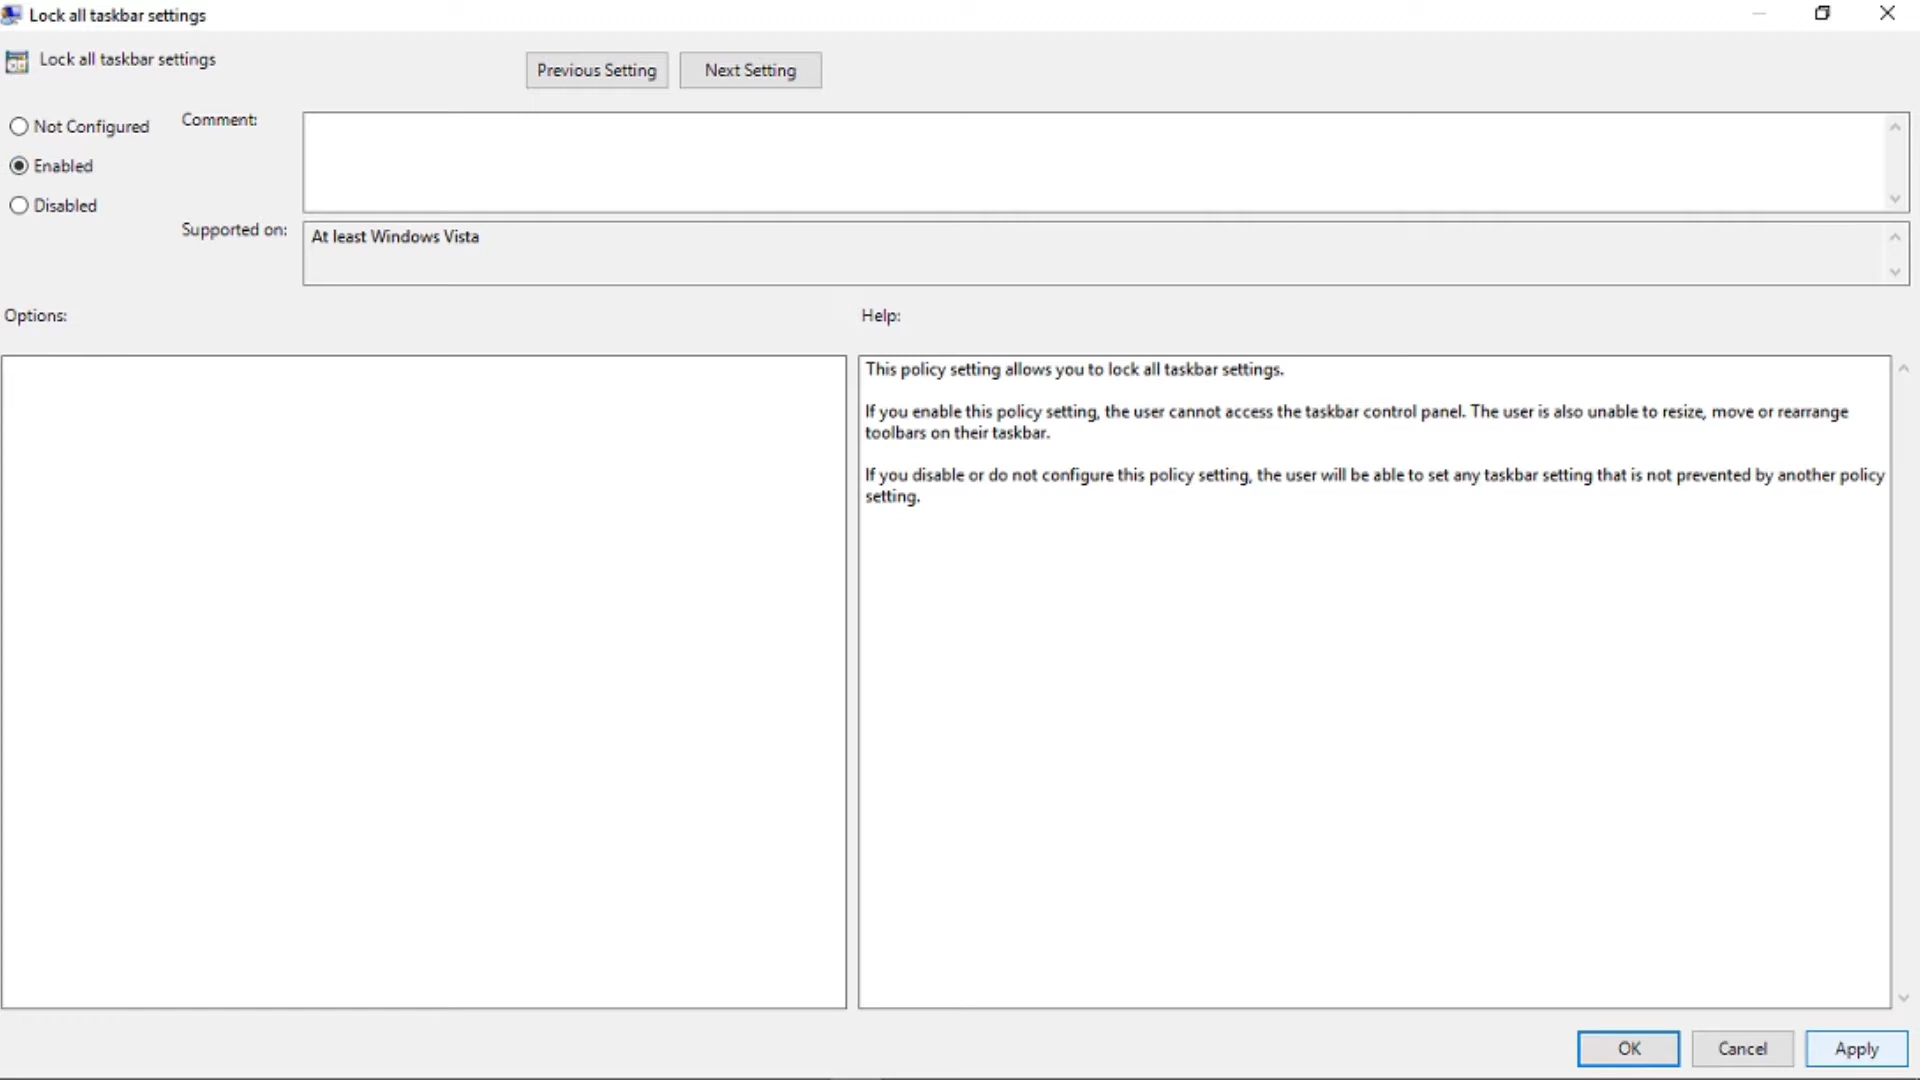 Lock all taskbar settings
Lock all taskbar settings
Previous Setting
Next Setting
Not Configured
Enabled
Disabled
Comment:
Supported on:
At least Windows Vista
Options:
Help:
This policy setting allows you to lock all taskbar settings.
If you enable this policy setting, the user cannot access the taskbar control panel. The user is also unable to resize, move or rearrange
toolbars on their taskbar.
If you disable or do not configure this policy setting, the user will be able to set any taskbar setting that is not prevented by another policy
setting.
OK
Cancel
Apply